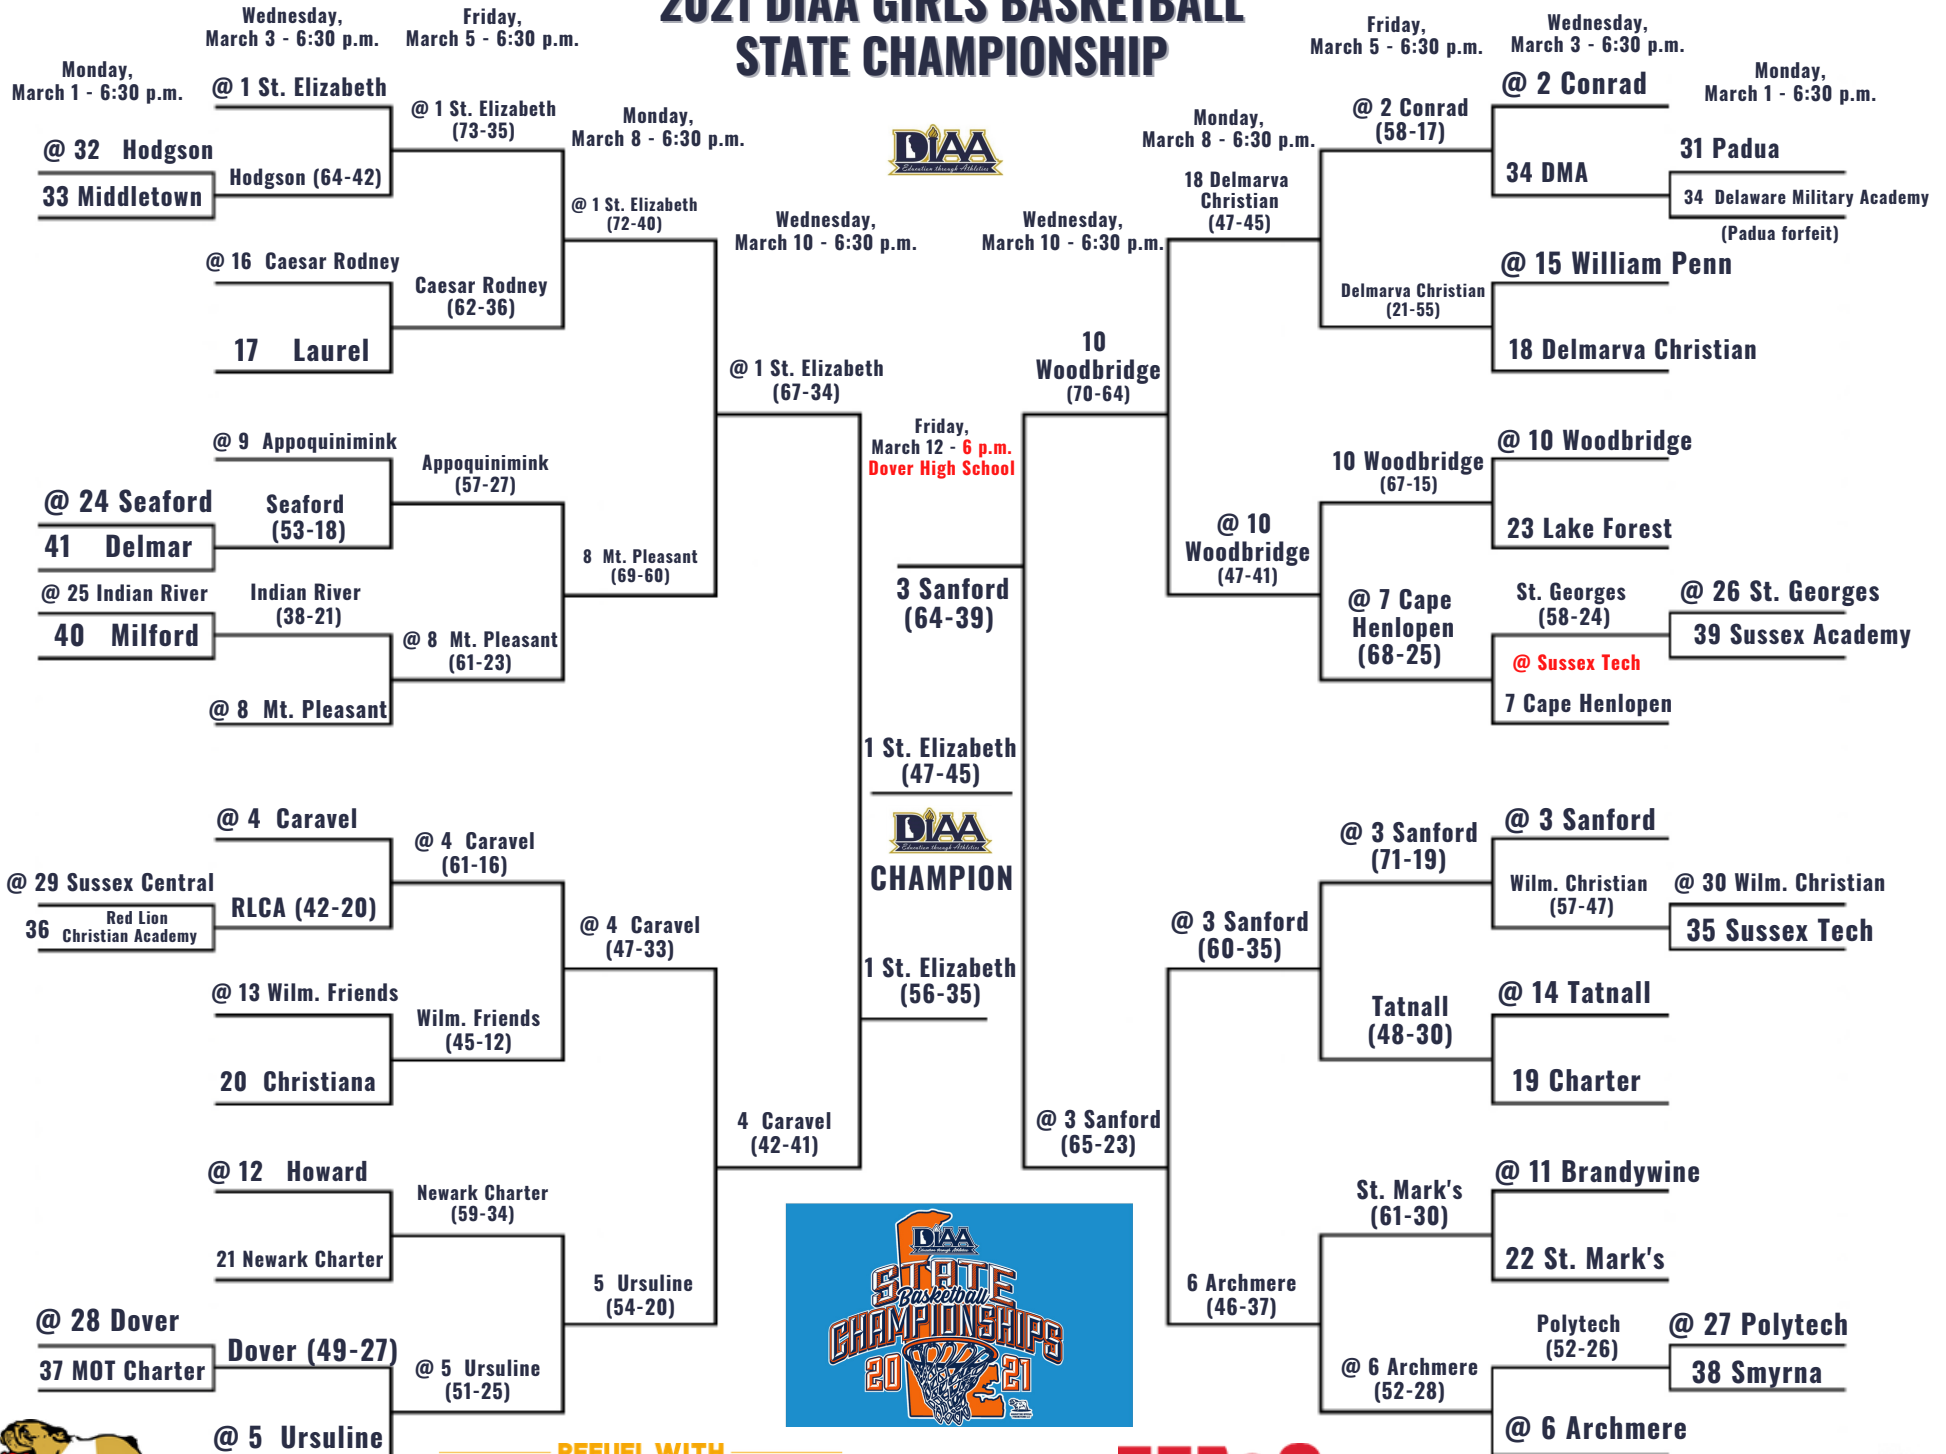 2021 DIAA GIRLS BASKETBALL
STATE CHAMPIONSHIP
Monday,
March 1 - 6:30 p.m.
@ 32 Hodgson
33 Middletown
@ 24 Seaford
41 Delmar
@ 25 Indian River
40 Milford
@ 29 Sussex Central
36 Red Lion
Christian Academy
@ 28 Dover
37 MOT Charter
Wednesday,
March 3 - 6:30 p.m.
@ 1 St. Elizabeth
Hodgson (64-42)
@ 16 Caesar Rodney
17 Laurel
@ 9 Appoquinimink
Seaford
(53-18)
Indian River
(38-21)
@ 8 Mt. Pleasant
@ 4 Caravel
RLCA (42-20)
@ 13 Wilm. Friends
20 Christiana
@ 12 Howard
21 Newark Charter
Dover (49-27)
@ 5 Ursuline
Friday,
March 5 - 6:30 p.m.
@ 1 St. Elizabeth
(73-35)
Caesar Rodney
(62-36)
Appoquinimink
(57-27)
@ 8 Mt. Pleasant
(61-23)
@ 4 Caravel
(61-16)
Wilm. Friends
(45-12)
Newark Charter
(59-34)
@ 5 Ursuline
(51-25)
Monday,
March 8 - 6:30 p.m.
@ 1 St. Elizabeth
(72-40)
8 Mt. Pleasant
(69-60)
@ 4 Caravel
(47-33)
5 Ursuline
(54-20)
Wednesday,
March 10 - 6:30 p.m.
@ 1 St. Elizabeth
(67-34)
4 Caravel
(42-41)
DIAA
Education through Athletics
Friday,
March 12 - 6 p.m.
Dover High School
3 Sanford
(64-39)
1 St. Elizabeth
(47-45)
DIAA
Education through Athletics
CHAMPION
1 St. Elizabeth
(56-35)
DIAA
STATE
Basketball
CHAMPIONSHIPS
20 21
REFUEL WITH
Wednesday,
March 10 - 6:30 p.m.
10
Woodbridge
(70-64)
@ 3 Sanford
(65-23)
Monday,
March 8 - 6:30 p.m.
18 Delmarva
Christian
(47-45)
@ 10
Woodbridge
(47-41)
@ 3 Sanford
(60-35)
6 Archmere
(46-37)
Friday,
March 5 - 6:30 p.m.
@ 2 Conrad
(58-17)
Delmarva Christian
(21-55)
10 Woodbridge
(67-15)
@ 7 Cape
Henlopen
(68-25)
@ 3 Sanford
(71-19)
Tatnall
(48-30)
St. Mark's
(61-30)
@ 6 Archmere
(52-28)
Wednesday,
March 3 - 6:30 p.m.
@ 2 Conrad
34 DMA
@ 15 William Penn
18 Delmarva Christian
@ 10 Woodbridge
23 Lake Forest
St. Georges
(58-24)
@ Sussex Tech
7 Cape Henlopen
@ 3 Sanford
Wilm. Christian
(57-47)
@ 14 Tatnall
19 Charter
@ 11 Brandywine
22 St. Mark's
Polytech
(52-26)
@ 6 Archmere
Monday,
March 1 - 6:30 p.m.
31 Padua
34 Delaware Military Academy
(Padua forfeit)
@ 26 St. Georges
39 Sussex Academy
@ 30 Wilm. Christian
35 Sussex Tech
@ 27 Polytech
38 Smyrna